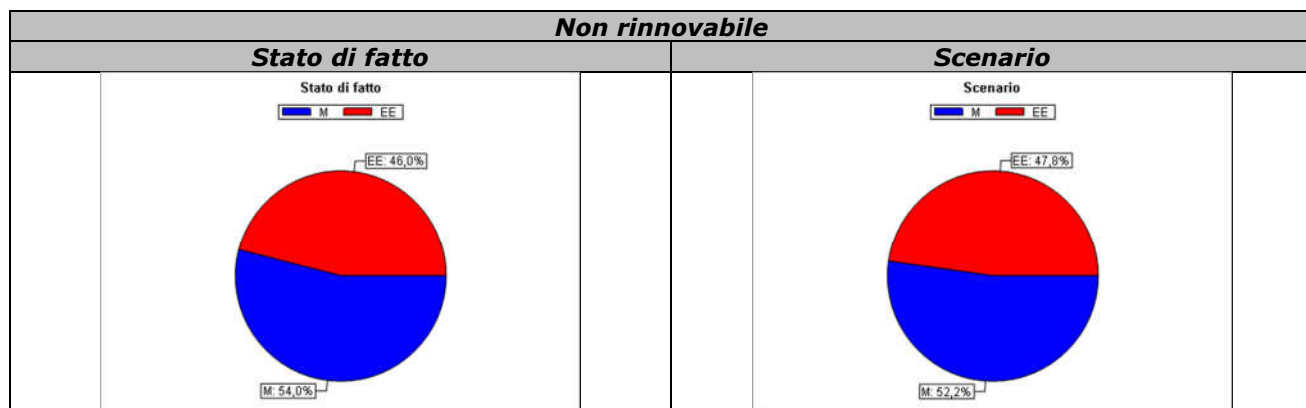 Non rinnovabile
Stato di fatto Scenario
Stato di fatto
M EE
EE: 46,0%
M: 54,0%
Scenario
M EE
EE: 47,8%
M: 52,2%